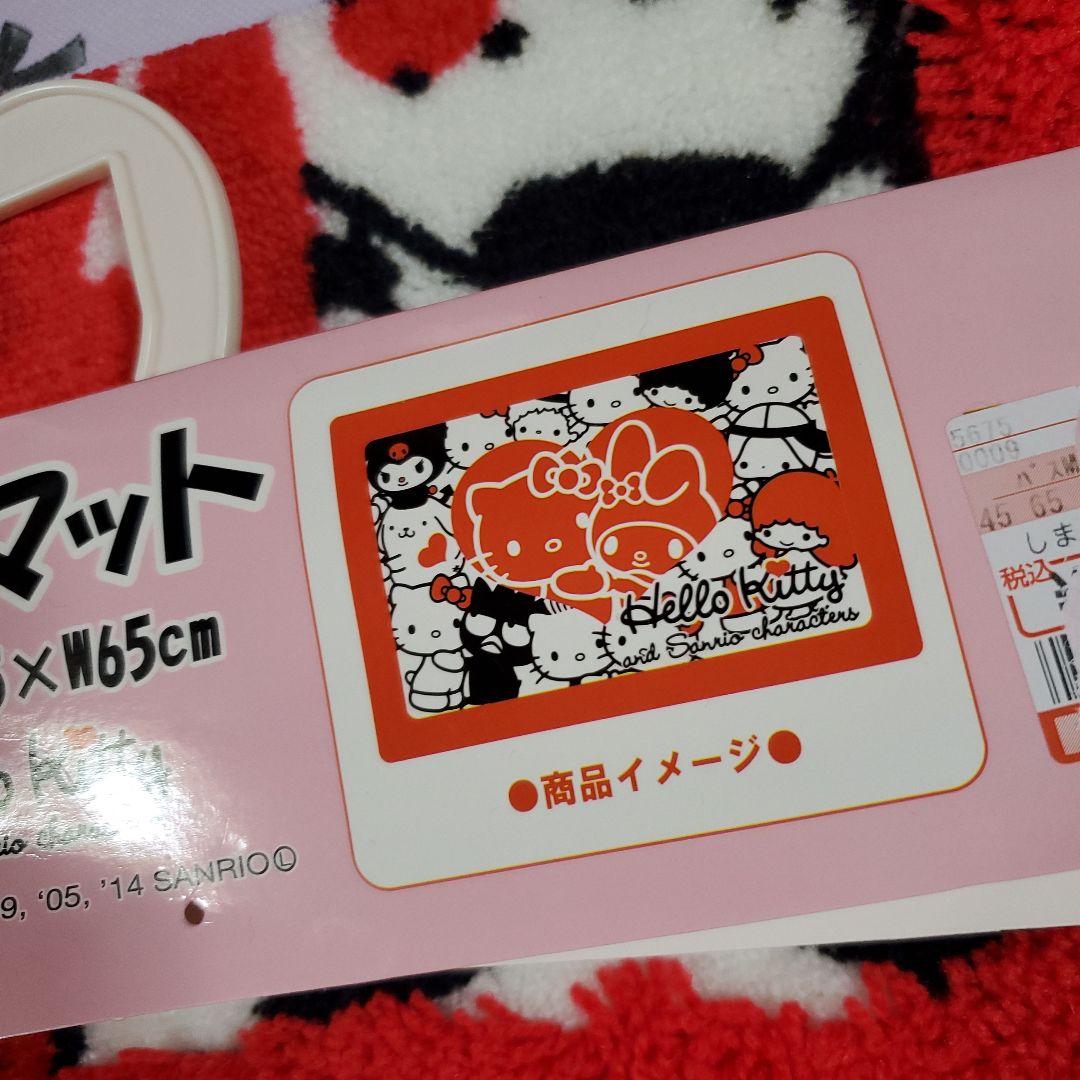 マット
×W65cm
Kitty
9, '05, '14 SANRIO Ⓛ
Hello Kitty
and Sanrio characters
●商品イメージ●
5675
0009
45 65
しま
税込